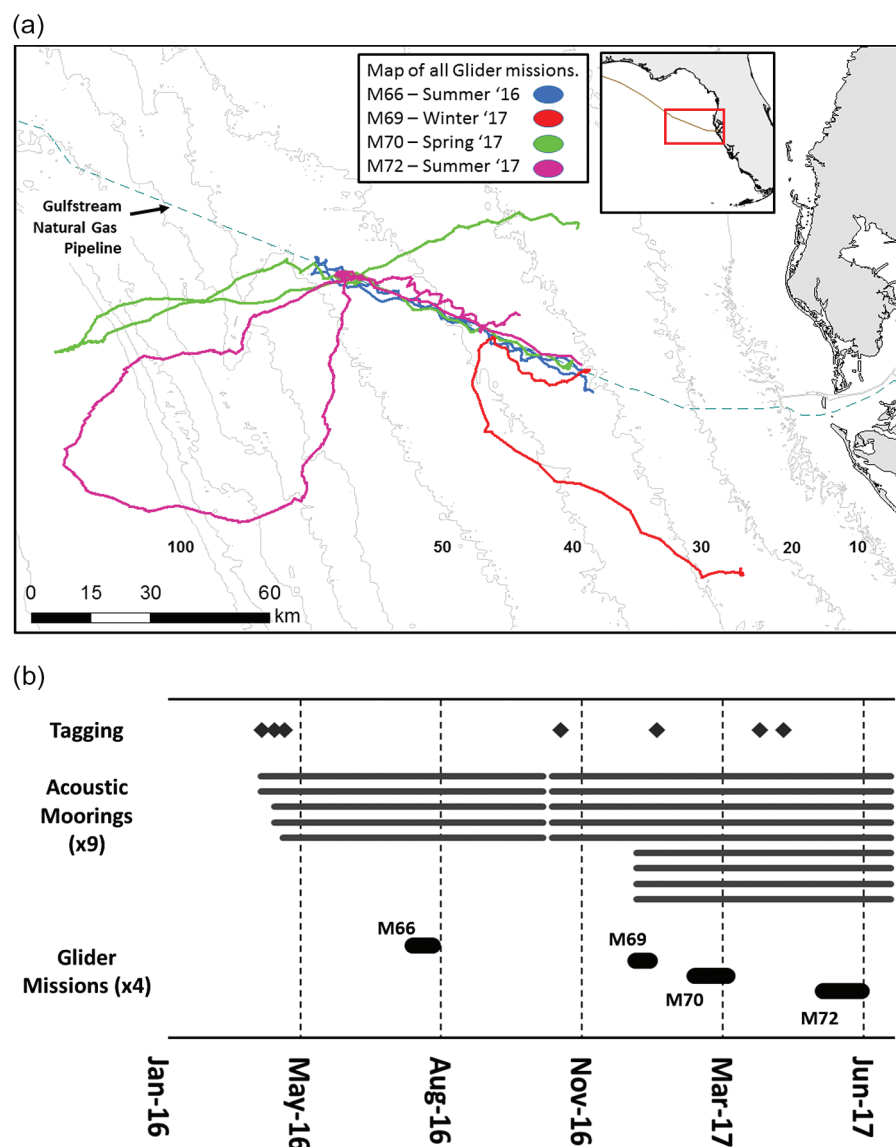 (a)
Map of all Glider missions.
M66 – Summer ‘16
M69 – Winter ‘17
M70 – Spring ‘17
M72 – Summer ‘17
Gulfstream
Natural Gas
Pipeline
100
50
40
30
20
10
0 15 30 60
km
(b)
Tagging
Acoustic
Moorings
(x9)
Glider
Missions (x4)
M66
M69
M70
M72
Jan-16
May-16
Aug-16
Nov-16
Mar-17
Jun-17